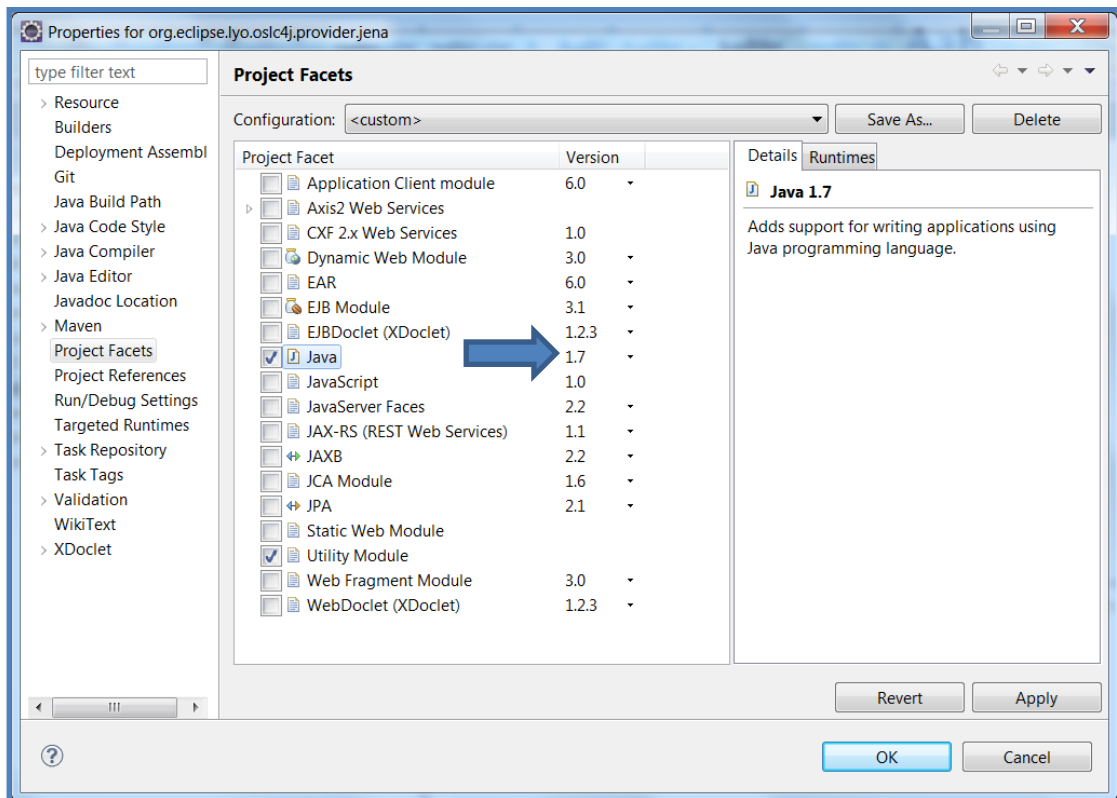 Properties for org.eclipse.lyo.oslc4j.provider.jena
type filter text
Resource
Builders
Deployment Assembl
Git
Java Build Path
Java Code Style
Java Compiler
Java Editor
Javadoc Location
Maven
Project Facets
Project References
Run/Debug Settings
Targeted Runtimes
Task Repository
Task Tags
Validation
WikiText
XDoclet
Project Facets
Configuration: <custom> Save As... Delete
Project Facet Version
Application Client module 6.0
Axis2 Web Services
CXF 2.x Web Services 1.0
Dynamic Web Module 3.0
EAR 6.0
EJB Module 3.1
EJBDoclet (XDoclet) 1.2.3
Java 1.7
JavaScript 1.0
JavaServer Faces 2.2
JAX-RS (REST Web Services) 1.1
JAXB 2.2
JCA Module 1.6
JPA 2.1
Static Web Module
Utility Module
Web Fragment Module 3.0
WebDoclet (XDoclet) 1.2.3
Details Runtimes
Java 1.7
Adds support for writing applications using
Java programming language.
Revert Apply
OK Cancel